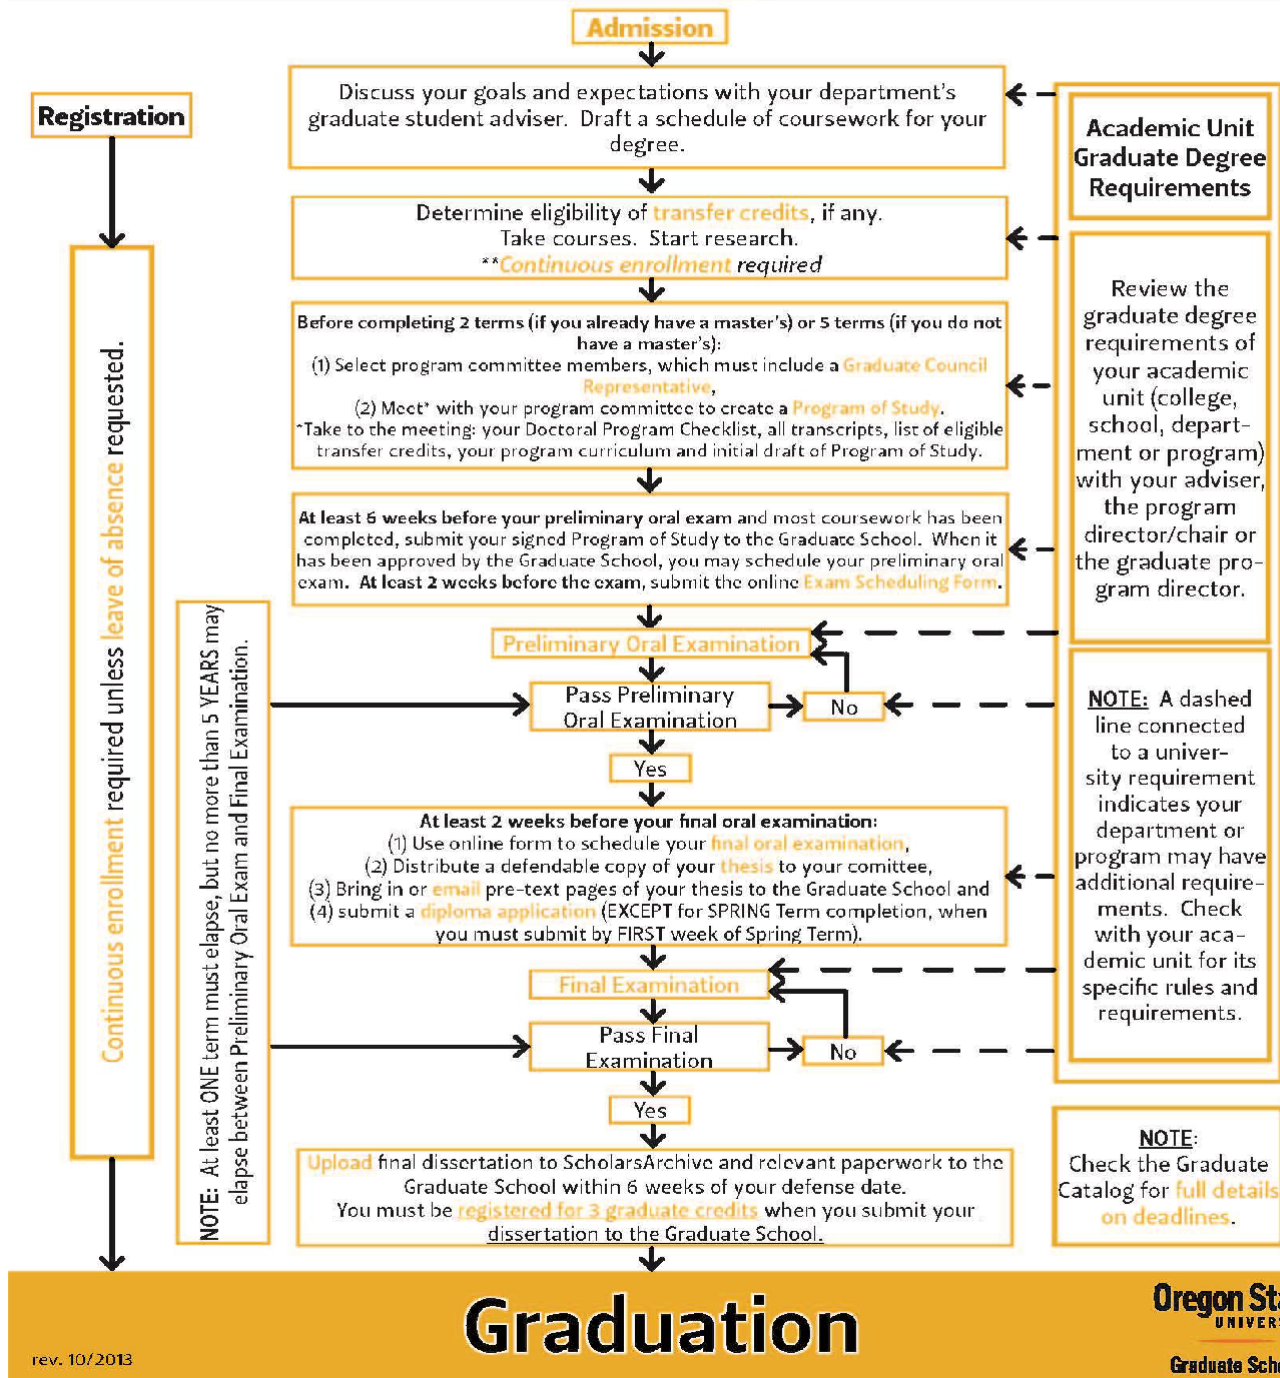 Admission
Discuss your goals and expectations with your department's
graduate student adviser. Draft a schedule of coursework for your
degree.
Registration
Academic Unit
Graduate Degree
Requirements
Determine eligibility of transfer credits, if any.
Take courses. Start research.
**Continuous enrollment required
Before completing 2 terms (if you already have a master's) or 5 terms (if you do not
have a master's):
(1) Select program committee members, which must include a Graduate Council
Representative,
(2) Meet* with your program committee to create a Program of Study.
*Take to the meeting: your Doctoral Program Checklist, all transcripts, list of eligible
transfer credits, your program curriculum and initial draft of Program of Study.
Review the
graduate degree
requirements of
your academic
unit (college,
school, depart-
ment or program)
with your adviser,
the program
director/chair or
the graduate pro-
gram director.
Continuous enrollment required unless leave of absence requested.
At least 6 weeks before your preliminary oral exam and most coursework has been
completed, submit your signed Program of Study to the Graduate School. When it
has been approved by the Graduate School, you may schedule your preliminary oral
exam. At least 2 weeks before the exam, submit the online Exam Scheduling Form.
NOTE: At least ONE term must elapse, but no more than 5 YEARS may
elapse between Preliminary Oral Exam and Final Examination.
Preliminary Oral Examination
Pass Preliminary
Oral Examination
No
Yes
NOTE: A dashed
line connected
to a univer-
sity requirement
indicates your
department or
program may have
additional require-
ments. Check
with your aca-
demic unit for its
specific rules and
requirements.
At least 2 weeks before your final oral examination:
(1) Use online form to schedule your final oral examination,
(2) Distribute a defendable copy of your thesis to your comittee,
(3) Bring in or email pre-text pages of your thesis to the Graduate School and
(4) submit a diploma application (EXCEPT for SPRING Term completion, when
you must submit by FIRST week of Spring Term).
Final Examination
Pass Final
Examination
No
Yes
Upload final dissertation to ScholarsArchive and relevant paperwork to the
Graduate School within 6 weeks of your defense date.
You must be registered for 3 graduate credits when you submit your
dissertation to the Graduate School.
NOTE:
Check the Graduate
Catalog for full details
on deadlines.
Graduation
rev. 10/2013
Oregon Sta
UNIVERS
Graduate Scho